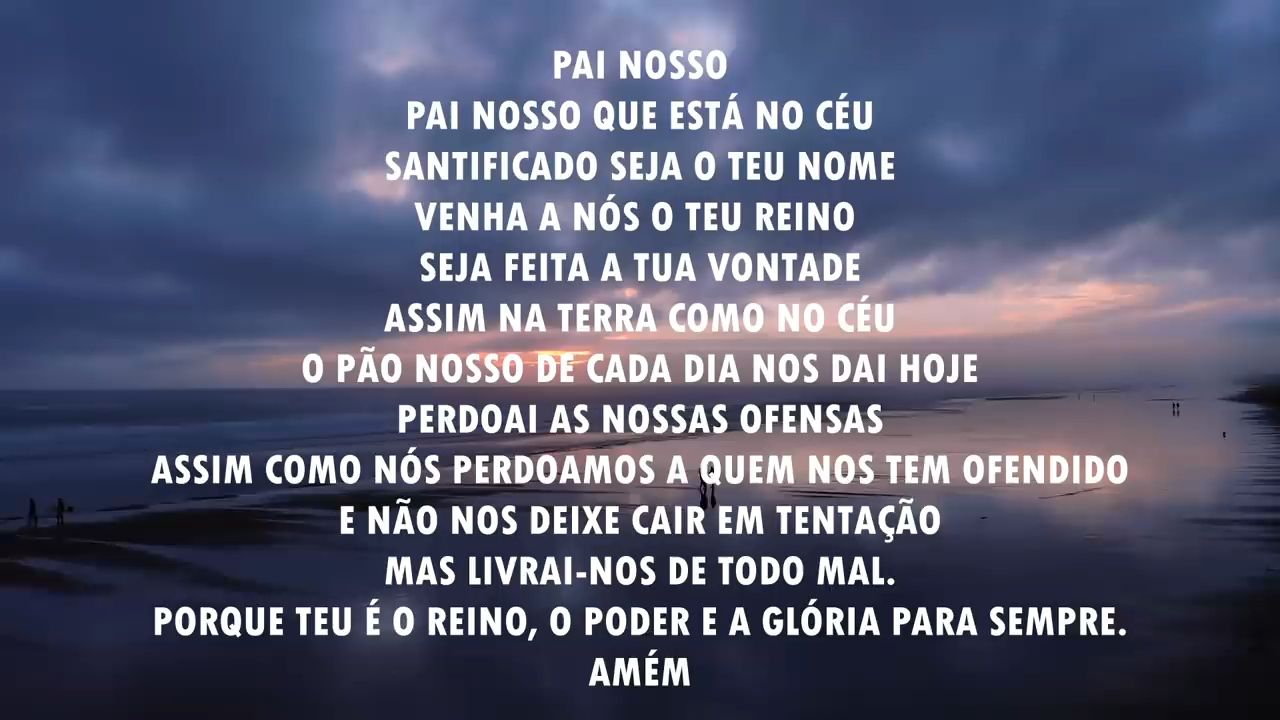 PAI NOSSO
PAI NOSSO QUE ESTÁ NO CÉU
SANTIFICADO SEJA O TEU NOME
VENHA A NÓS O TEU REINO
SEJA FEITA A TUA VONTADE
ASSIM NA TERRA COMO NO CÉU
O PÃO NOSSO DE CADA DIA NOS DAI HOJE
PERDOAI AS NOSSAS OFENSAS
ASSIM COMO NÓS PERDOAMOS A QUEM NOS TEM OFENDIDO
E NÃO NOS DEIXE CAIR EM TENTAÇÃO
MAS LIVRAI-NOS DE TODO MAL.
PORQUE TEU É O REINO, O PODER E A GLÓRIA PARA SEMPRE.
AMÉM